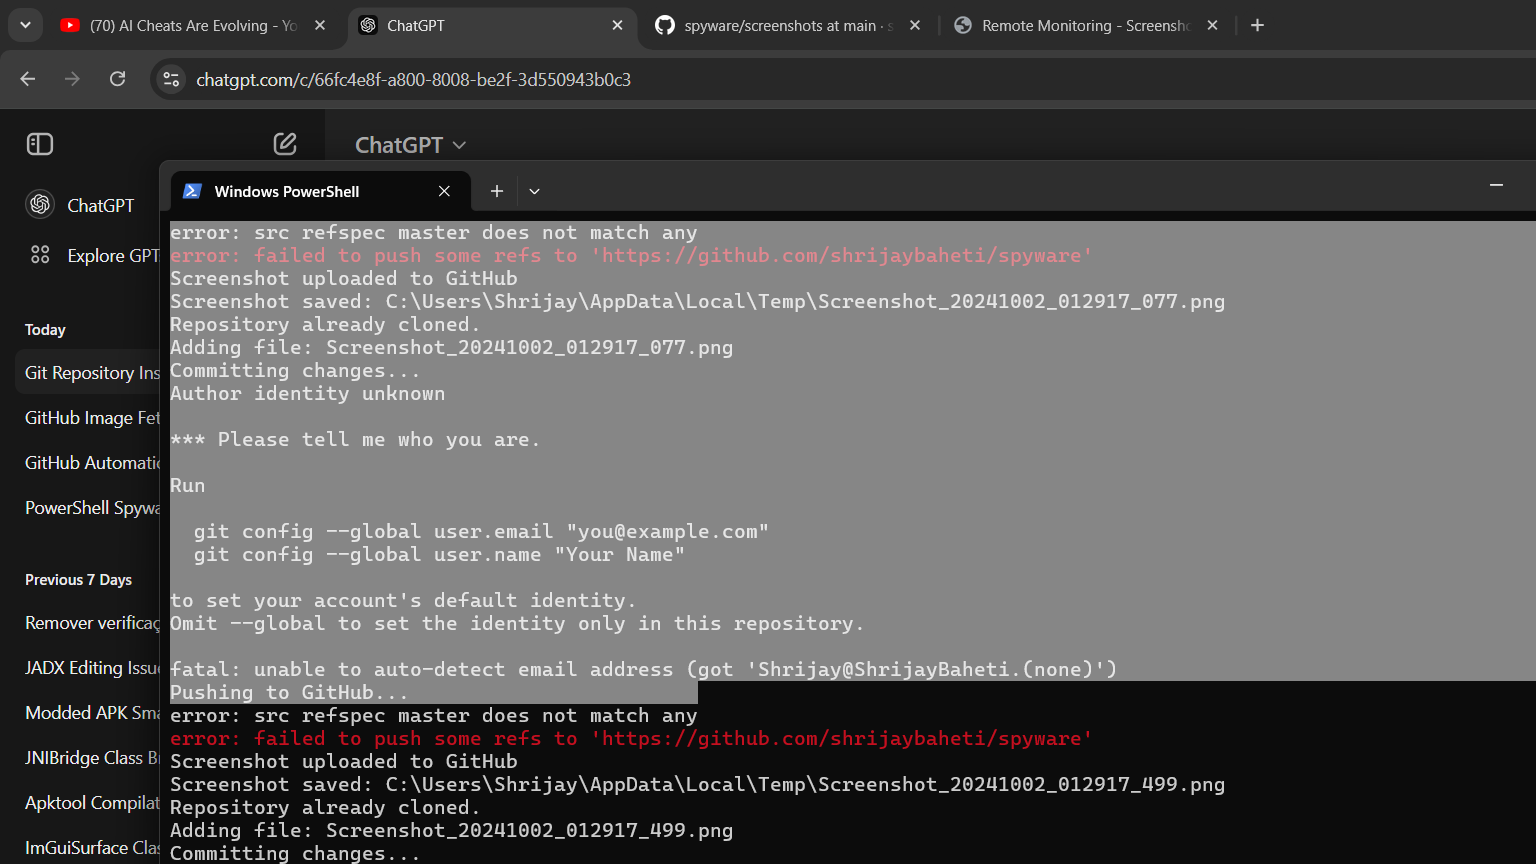 (70) AI Cheats Are Evolving - Yo
ChatGPT
spyware/screenshots at main · s
Remote Monitoring - Screensho
chatgpt.com/c/66fc4e8f-a800-8008-be2f-3d550943b0c3
ChatGPT
ChatGPT
Explore GPT
Today
Git Repository Ins
GitHub Image Fet
GitHub Automatic
PowerShell Spywa
Previous 7 Days
Remover verificaç
JADX Editing Issue
Modded APK Sma
JNIBridge Class B
Apktool Compilat
ImGuiSurface Clas
Windows PowerShell
error: src refspec master does not match any
error: failed to push some refs to 'https://github.com/shrijaybaheti/spyware'
Screenshot uploaded to GitHub
Screenshot saved: C:\Users\Shrijay\AppData\Local\Temp\Screenshot_20241002_012917_077.png
Repository already cloned.
Adding file: Screenshot_20241002_012917_077.png
Committing changes...
Author identity unknown
*** Please tell me who you are.
Run
git config --global user.email "you@example.com"
git config --global user.name "Your Name"
to set your account's default identity.
Omit --global to set the identity only in this repository.
fatal: unable to auto-detect email address (got 'Shrijay@ShrijayBaheti.(none)')
Pushing to GitHub...
error: src refspec master does not match any
error: failed to push some refs to 'https://github.com/shrijaybaheti/spyware'
Screenshot uploaded to GitHub
Screenshot saved: C:\Users\Shrijay\AppData\Local\Temp\Screenshot_20241002_012917_499.png
Repository already cloned.
Adding file: Screenshot_20241002_012917_499.png
Committing changes...